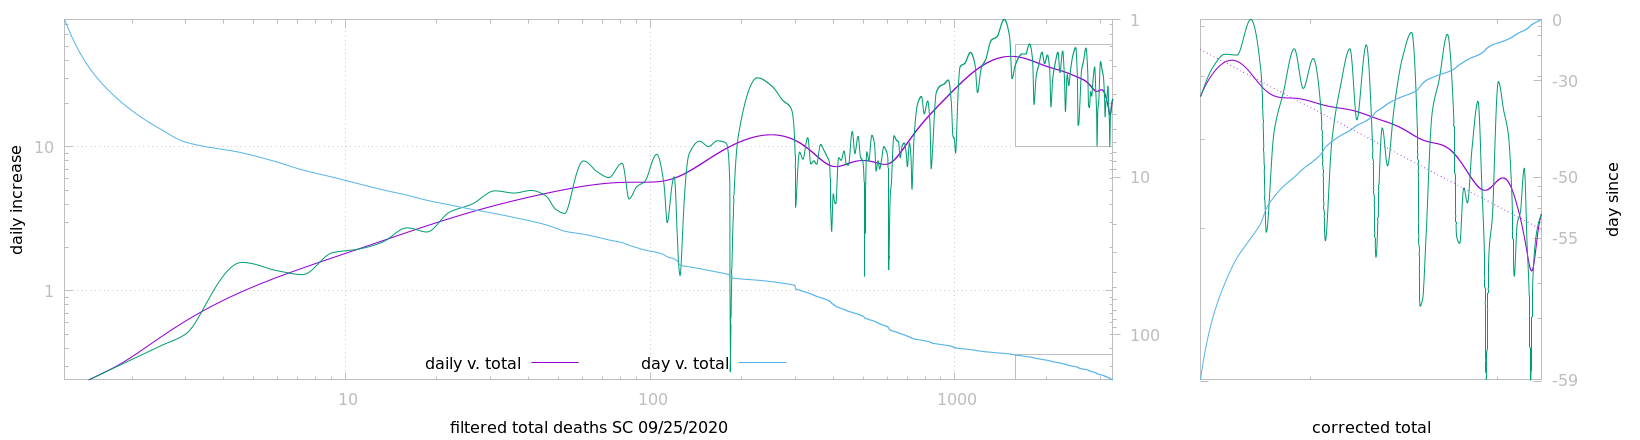 daily increase
10
1
daily v. total
day v. total
10
100
1000
filtered total deaths SC 09/25/2020
1
10
100
corrected total
0
-30
-50
-55
-59
day since